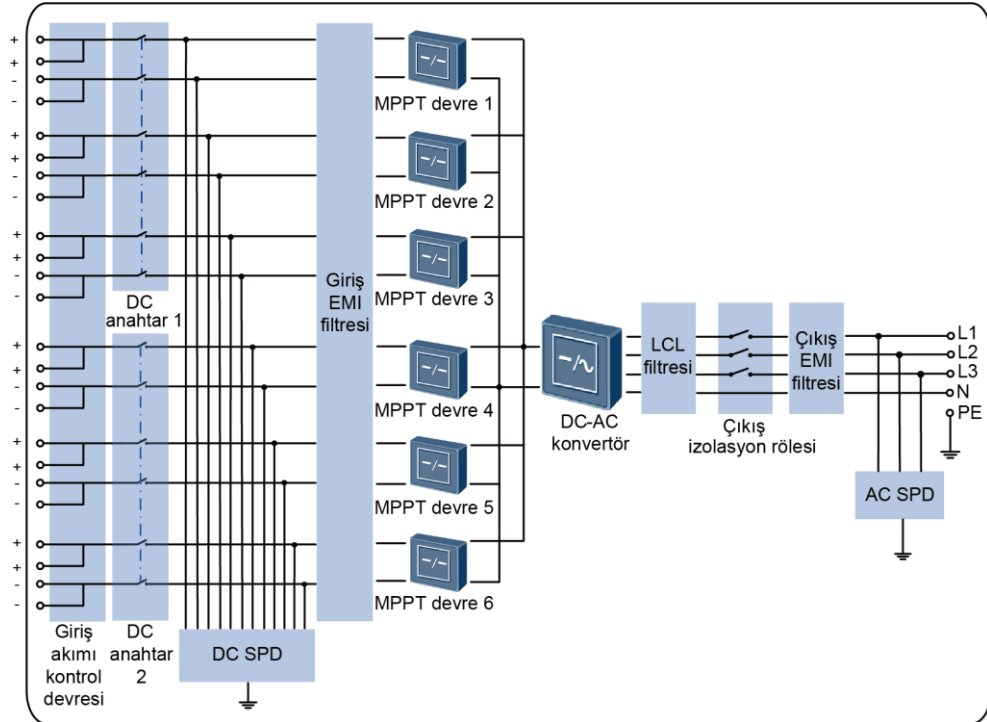 +
+
-
-
MPPT devre 1
+
+
-
-
MPPT devre 2
+
+
-
-
MPPT devre 3
DC
anahtar 1
Giriş
EMI
filtresi
+
+
-
-
MPPT devre 4
DC-AC
konvertör
LCL
filtresi
Çıkış
izolasyon rölesi
Çıkış
EMI
filtresi
L1
L2
L3
N
PE
AC SPD
+
+
-
-
MPPT devre 5
+
+
-
-
MPPT devre 6
Giriş
akımı
kontrol
devresi
DC
anahtar
2
DC SPD